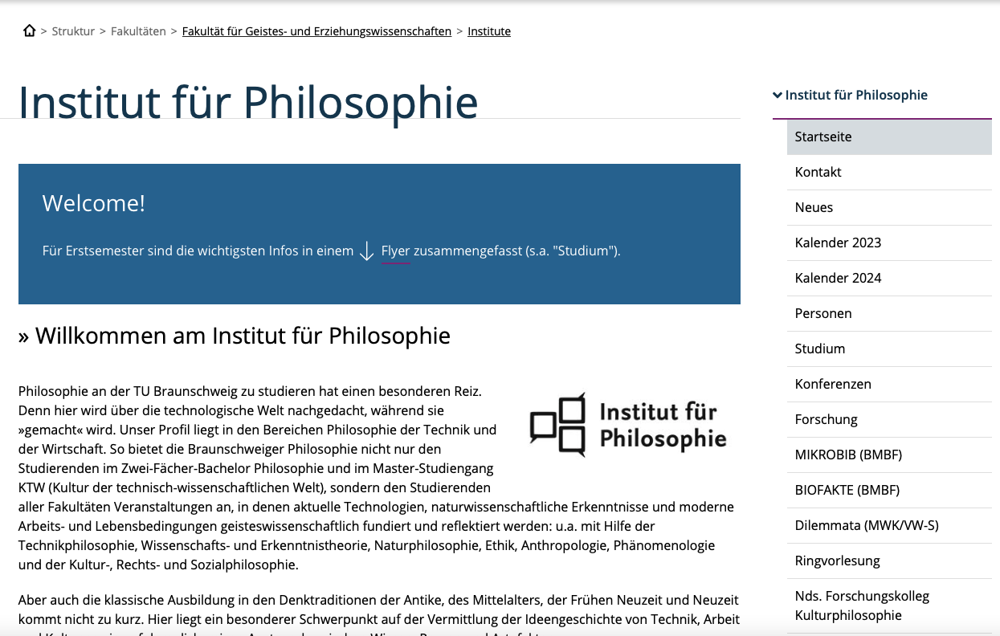 > Struktur > Fakultäten > Fakultät für Geistes- und Erziehungswissenschaften > Institute
Institut für Philosophie
Welcome!
Für Erstsemester sind die wichtigsten Infos in einem Flyer zusammengefasst (s.a. "Studium").
» Willkommen am Institut für Philosophie
Philosophie an der TU Braunschweig zu studieren hat einen besonderen Reiz.
Denn hier wird über die technologische Welt nachgedacht, während sie
»gemacht« wird. Unser Profil liegt in den Bereichen Philosophie der Technik und
der Wirtschaft. So bietet die Braunschweiger Philosophie nicht nur den
Studierenden im Zwei-Fächer-Bachelor Philosophie und im Master-Studiengang
KTW (Kultur der technisch-wissenschaftlichen Welt), sondern den Studierenden
aller Fakultäten Veranstaltungen an, in denen aktuelle Technologien, naturwissenschaftliche Erkenntnisse und moderne
Arbeits- und Lebensbedingungen geisteswissenschaftlich fundiert und reflektiert werden: u.a. mit Hilfe der
Technikphilosophie, Wissenschafts- und Erkenntnistheorie, Naturphilosophie, Ethik, Anthropologie, Phänomenologie
und der Kultur-, Rechts- und Sozialphilosophie.
Institut für
Philosophie
Aber auch die klassische Ausbildung in den Denktraditionen der Antike, des Mittelalters, der Frühen Neuzeit und Neuzeit
kommt nicht zu kurz. Hier liegt ein besonderer Schwerpunkt auf der Vermittlung der Ideengeschichte von Technik, Arbeit
Institut für Philosophie
Startseite
Kontakt
Neues
Kalender 2023
Kalender 2024
Personen
Studium
Konferenzen
Forschung
MIKROBIB (BMBF)
BIOFAKTE (BMBF)
Dilemmata (MWK/VW-S)
Ringvorlesung
Nds. Forschungskolleg
Kulturphilosophie